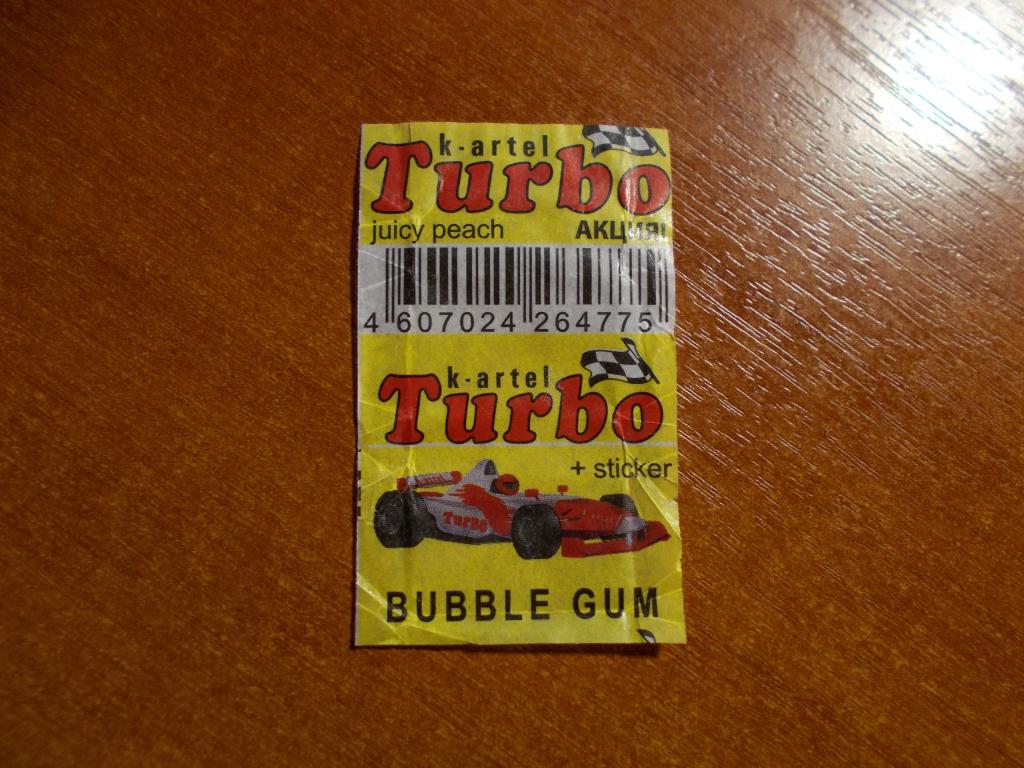 k-artel
Turbo
juicy peach АКЦИЯ!
4 607024 264775
k-artel
Turbo
+ sticker
Turbo
BUBBLE GUM